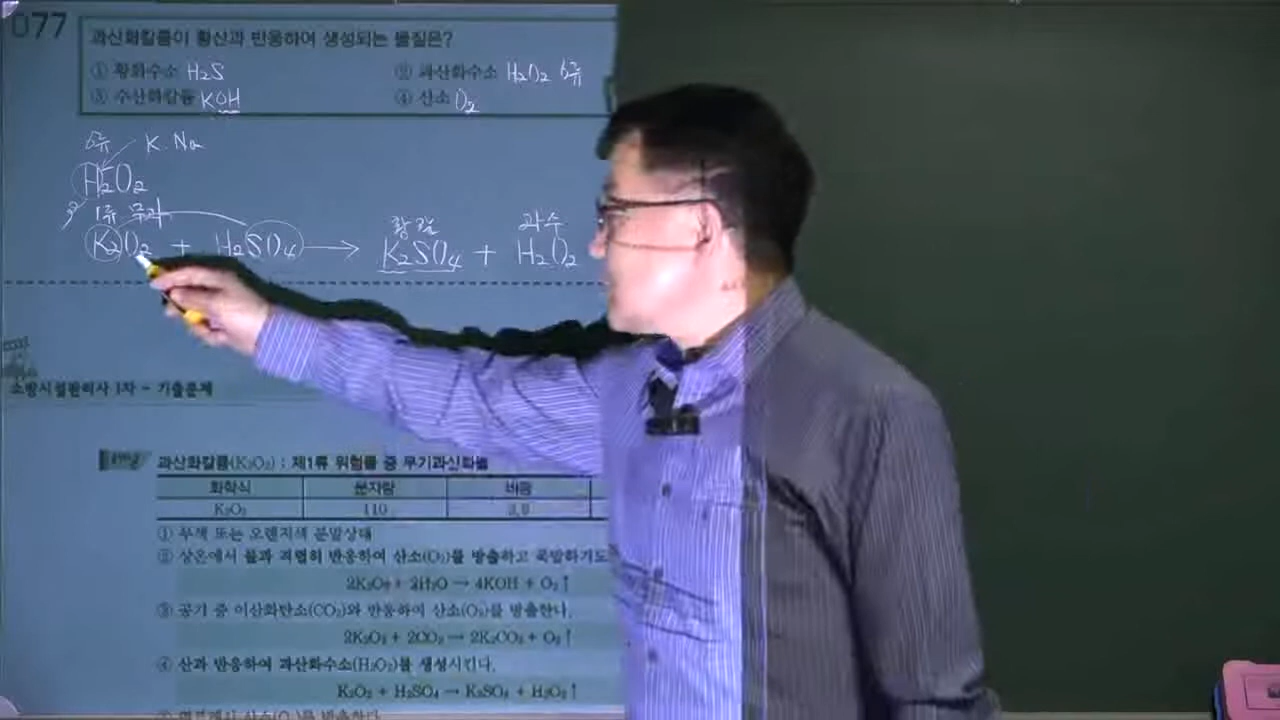 077
과산화칼륨이 황산과 반응하여 생성되는 물질은?
① 황화수소 H₂S ② 과산화수소 H₂O₂ 6류
③ 수산화칼륨 KOH ④ 산소 O₂
6류 K. Na
H₂O₂
1류 무과
황칼 과수
K₂O₂ + H₂SO₄ → K₂SO₄ + H₂O₂
소방시설관리사 1차 - 기출문제
과산화칼륨(K₂O₂) : 제1류 위험물 중 무기과산화물
화학식 분자량 비중
K₂O₂ 110 2.9
① 무색 또는 오렌지색 분말상태
② 상온에서 물과 격렬히 반응하여 산소(O₂)를 방출하고 폭발하기도
2K₂O₂ + 2H₂O → 4KOH + O₂↑
③ 공기 중 이산화탄소(CO₂)와 반응하여 산소(O₂)를 방출한다.
2K₂O₂ + 2CO₂ → 2K₂CO₃ + O₂↑
④ 산과 반응하여 과산화수소(H₂O₂)를 생성시킨다.
K₂O₂ + H₂SO₄ → K₂SO₄ + H₂O₂↑
산소(O₂)를 방출한다